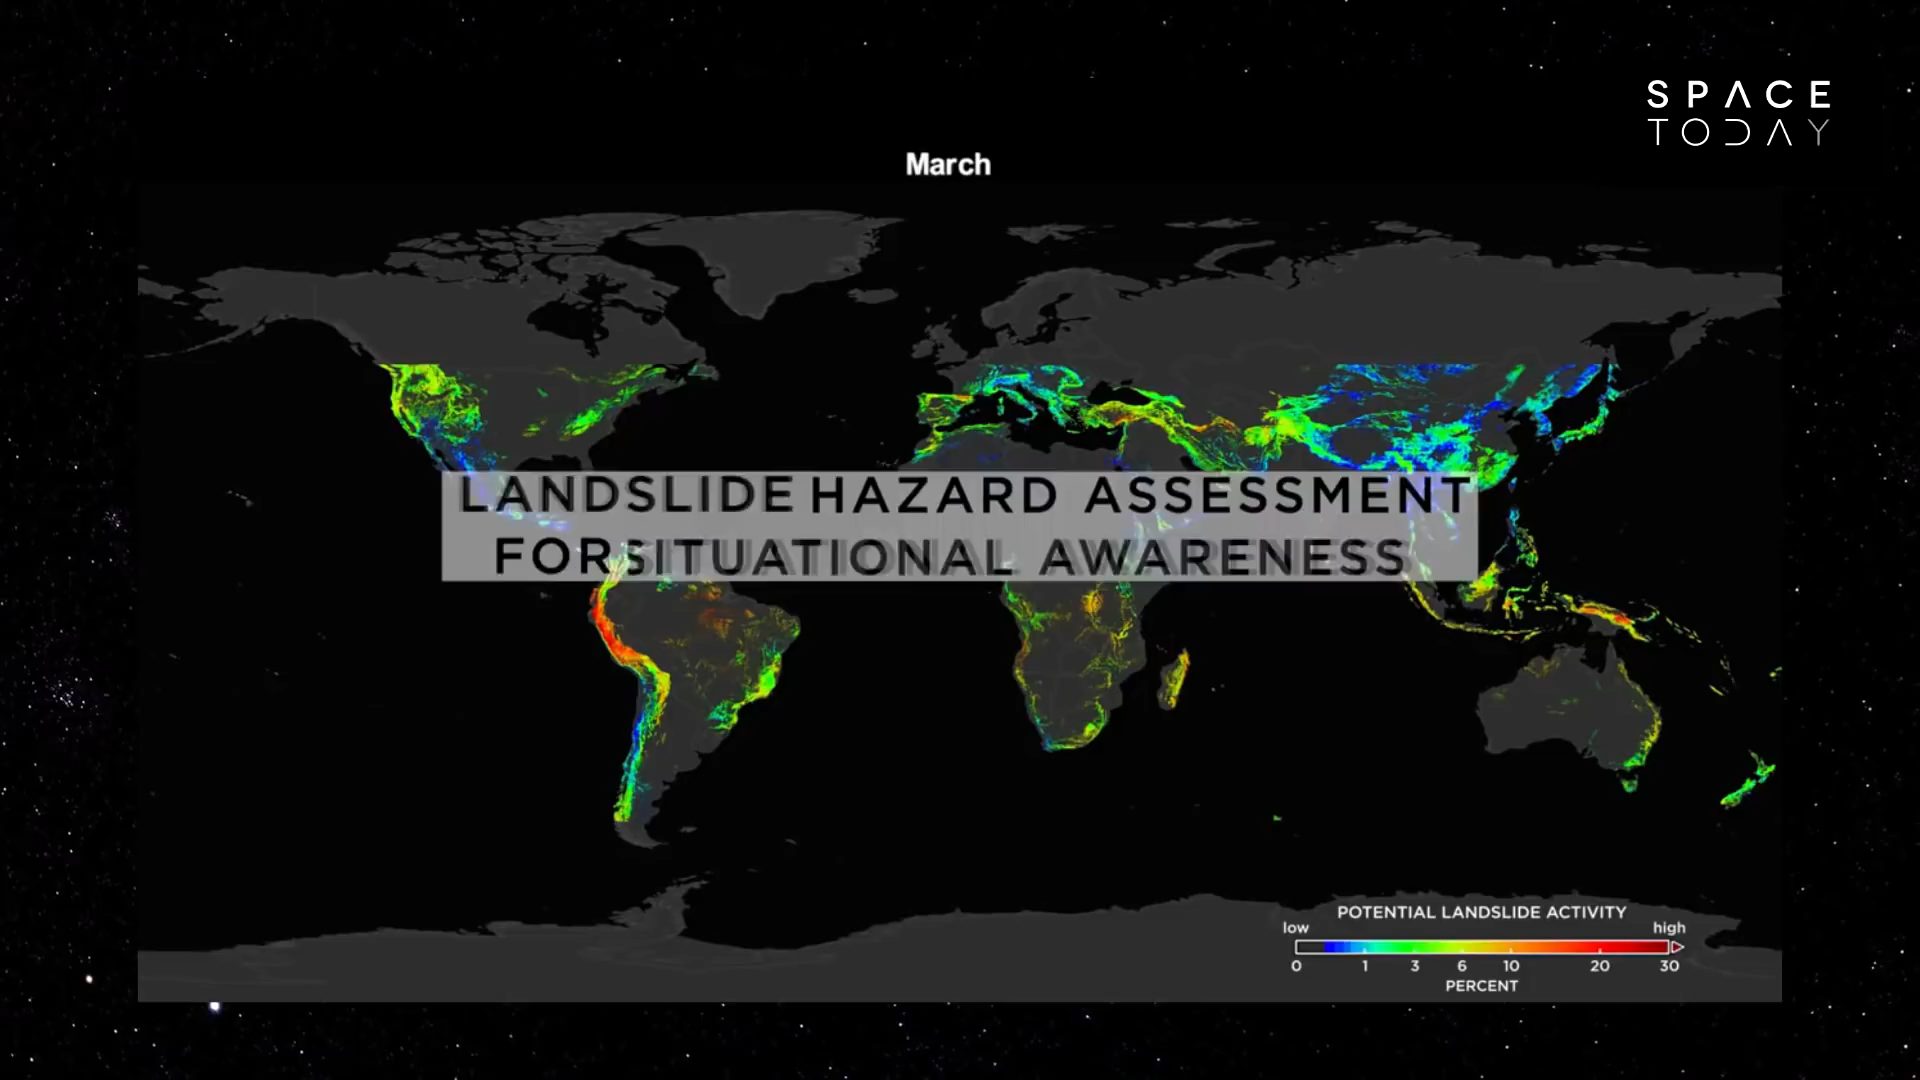 SPACE
TODAY
March
LANDSLIDE HAZARD ASSESSMENT
FOR SITUATIONAL AWARENESS
POTENTIAL LANDSLIDE ACTIVITY
low high
0 1 3 6 10 20 30
PERCENT